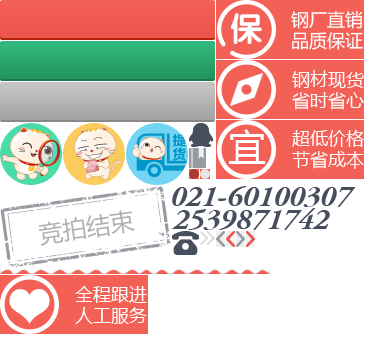 保
钢厂直销
品质保证
钢材现货
省时省心
提货
宜
超低价格
节省成本
021-60100307
2539871742
竞拍结束
全程跟进
人工服务